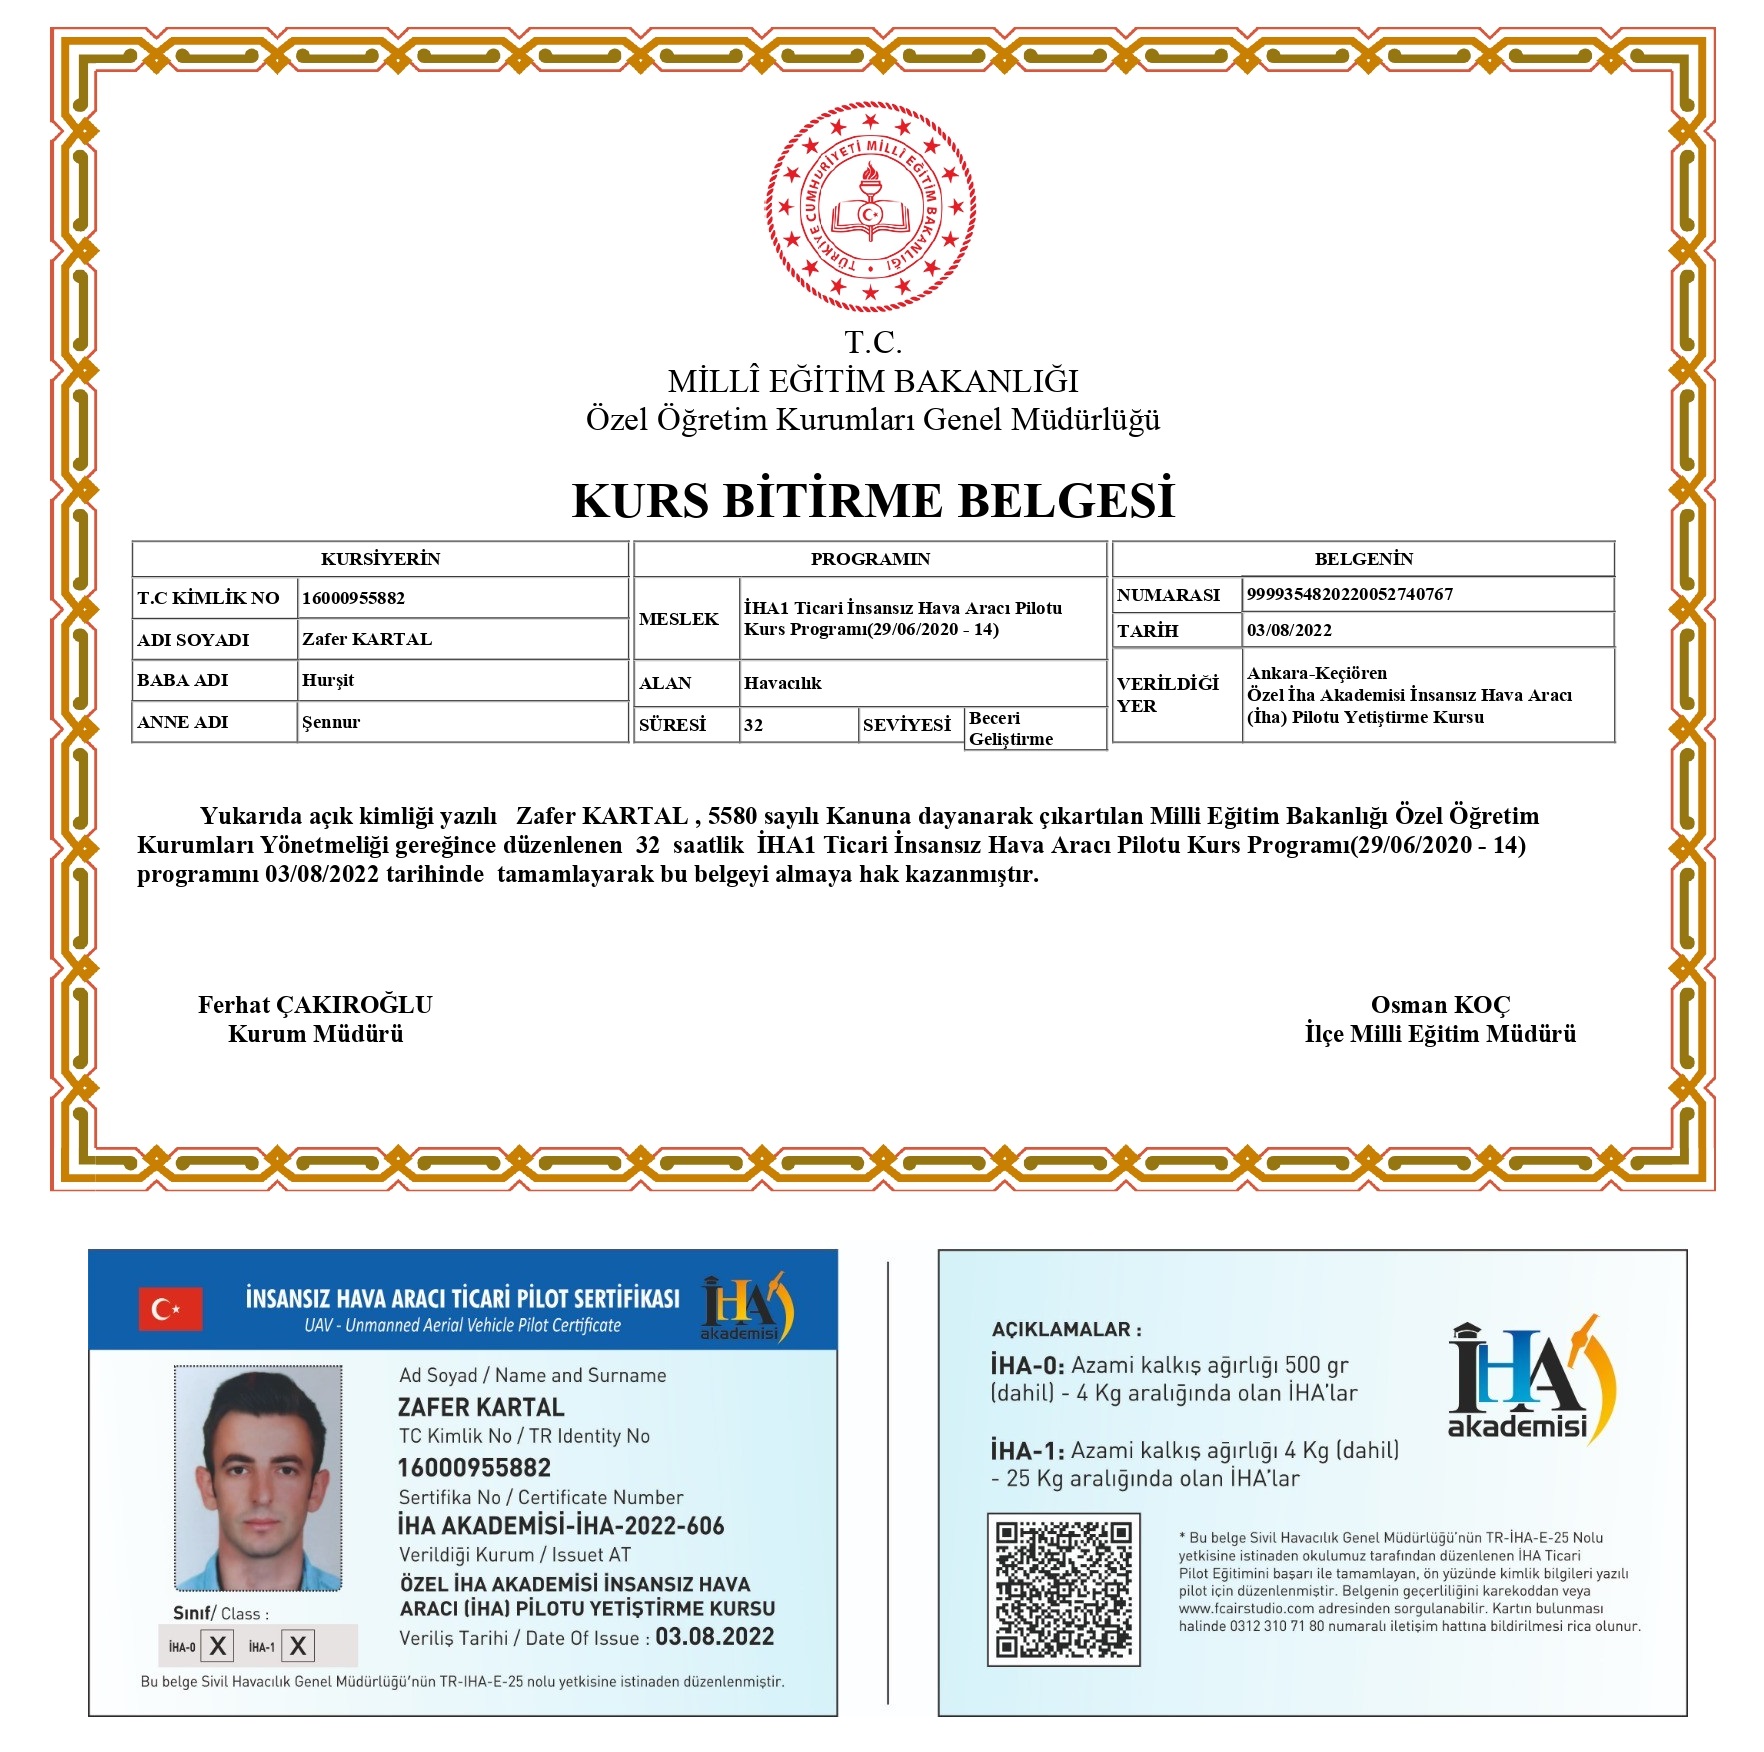 TÜRKİYE CUMHURİYETİ MİLLİ EĞİTİM BAKANLIĞI
T.C.
MİLLÎ EĞİTİM BAKANLIĞI
Özel Öğretim Kurumları Genel Müdürlüğü
KURS BİTİRME BELGESİ
KURSİYERİN
T.C KİMLİK NO 16000955882
ADI SOYADI Zafer KARTAL
BABA ADI Hurşit
ANNE ADI Şennur
PROGRAMIN
MESLEK İHA1 Ticari İnsansız Hava Aracı Pilotu
Kurs Programı(29/06/2020 - 14)
ALAN Havacılık
SÜRESİ 32 SEVİYESİ Beceri
Geliştirme
BELGENİN
NUMARASI 9999354820220052740767
TARİH 03/08/2022
VERİLDİĞİ
YER
Ankara-Keçiören
Özel İha Akademisi İnsansız Hava Aracı
(İha) Pilotu Yetiştirme Kursu
Yukarıda açık kimliği yazılı Zafer KARTAL , 5580 sayılı Kanuna dayanarak çıkartılan Milli Eğitim Bakanlığı Özel Öğretim
Kurumları Yönetmeliği gereğince düzenlenen 32 saatlik İHA1 Ticari İnsansız Hava Aracı Pilotu Kurs Programı(29/06/2020 - 14)
programını 03/08/2022 tarihinde tamamlayarak bu belgeyi almaya hak kazanmıştır.
Ferhat ÇAKIROĞLU
Kurum Müdürü
Osman KOÇ
İlçe Milli Eğitim Müdürü
İNSANSIZ HAVA ARACI TİCARİ PİLOT SERTİFİKASI
UAV - Unmanned Aerial Vehicle Pilot Certificate
İHA
akademisi
Ad Soyad / Name and Surname
ZAFER KARTAL
TC Kimlik No / TR Identity No
16000955882
Sertifika No / Certificate Number
İHA AKADEMİSİ-İHA-2022-606
Verildiği Kurum / Issuet AT
ÖZEL İHA AKADEMİSİ İNSANSIZ HAVA
ARACI (İHA) PİLOTU YETİŞTİRME KURSU
Veriliş Tarihi / Date Of Issue : 03.08.2022
Sınıf/ Class :
İHA-0 X İHA-1 X
Bu belge Sivil Havacılık Genel Müdürlüğü'nün TR-IHA-E-25 nolu yetkisine istinaden düzenlenmiştir.
AÇIKLAMALAR :
İHA-0: Azami kalkış ağırlığı 500 gr
(dahil) - 4 Kg aralığında olan İHA'lar
İHA-1: Azami kalkış ağırlığı 4 Kg (dahil)
- 25 Kg aralığında olan İHA'lar
İHA
akademisi
* Bu belge Sivil Havacılık Genel Müdürlüğü'nün TR-İHA-E-25 Nolu
yetkisine istinaden okulumuz tarafından düzenlenen İHA Ticari
Pilot Eğitimini başarı ile tamamlayan, ön yüzünde kimlik bilgileri yazılı
pilot için düzenlenmiştir. Belgenin geçerliliğini karekoddan veya
www.fcairstudio.com adresinden sorgulanabilir. Kartın bulunması
halinde 0312 310 71 80 numaralı iletişim hattına bildirilmesi rica olunur.